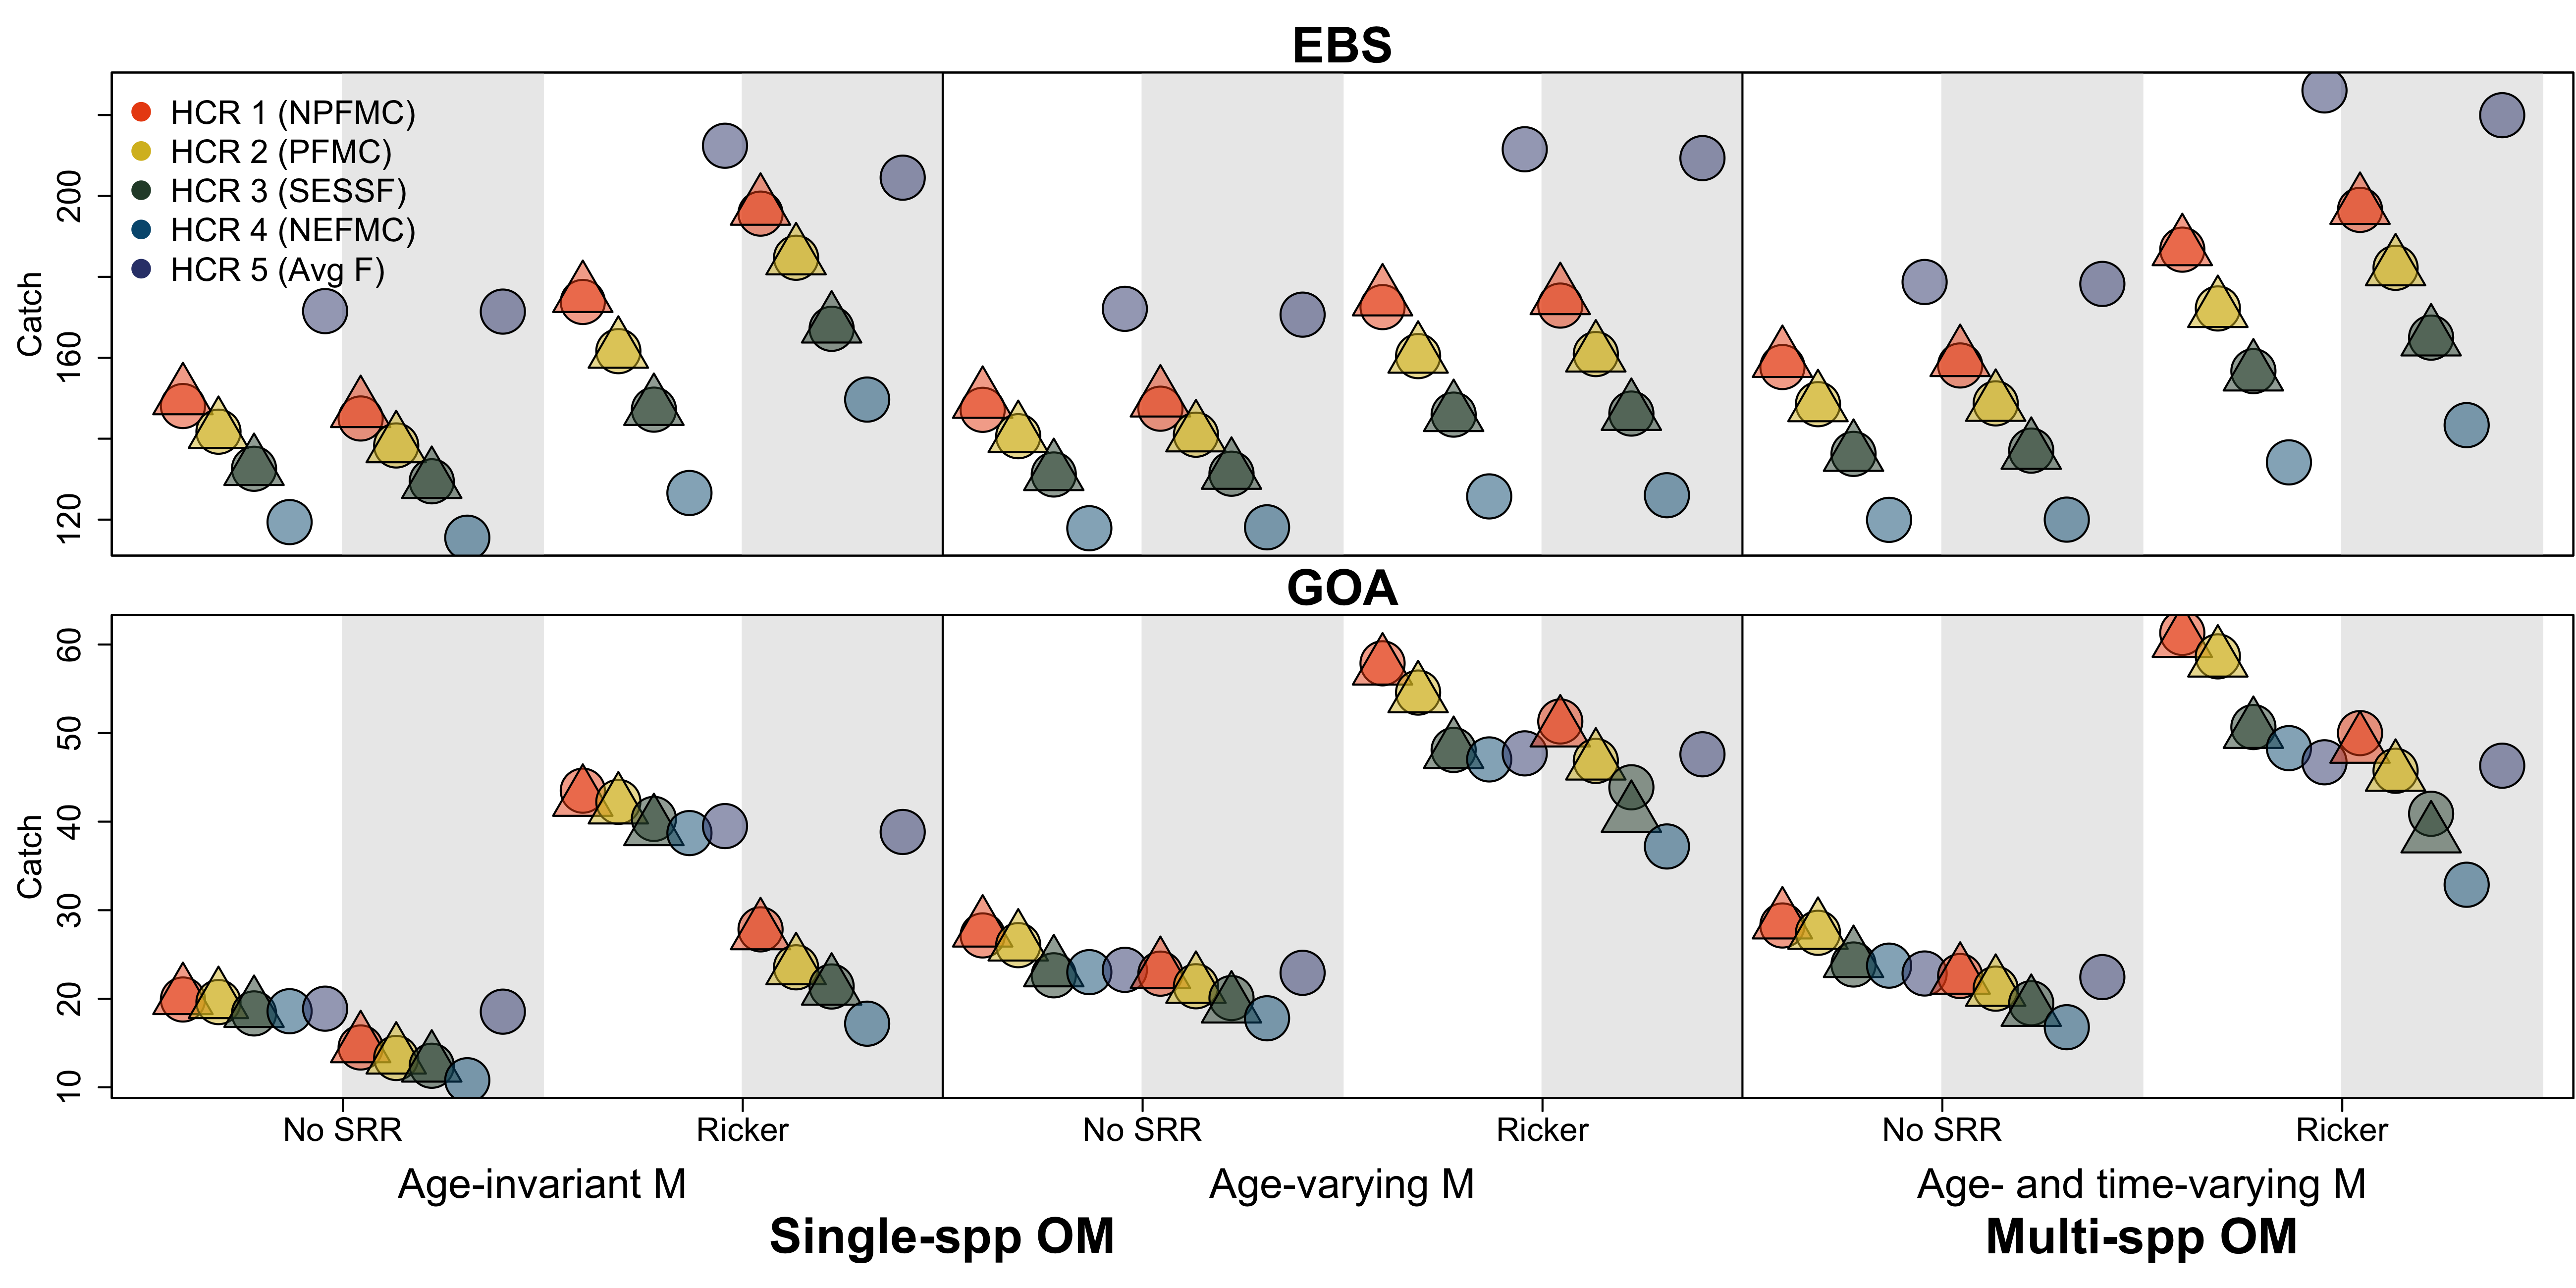 EBS
HCR 1 (NPFMC)
HCR 2 (PFMC)
HCR 3 (SESSF)
HCR 4 (NEFMC)
HCR 5 (Avg F)
Catch
200
160
120
GOA
Catch
60
50
40
30
20
10
No SRR Ricker No SRR Ricker No SRR Ricker
Age-invariant M Age-varying M Age- and time-varying M
Single-spp OM Multi-spp OM